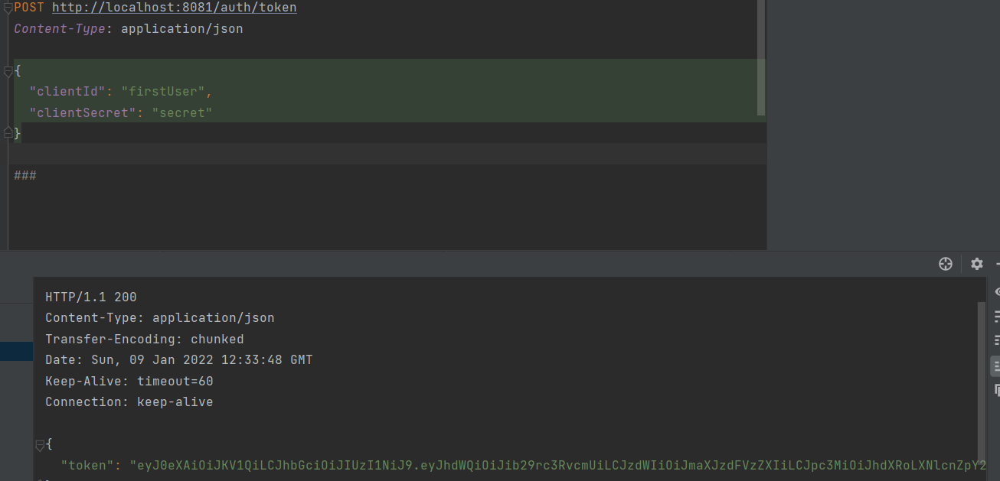 POST http://localhost:8081/auth/token
Content-Type: application/json
{
"clientId": "firstUser",
"clientSecret": "secret"
}
###
HTTP/1.1 200
Content-Type: application/json
Transfer-Encoding: chunked
Date: Sun, 09 Jan 2022 12:33:48 GMT
Keep-Alive: timeout=60
Connection: keep-alive
{
"token": "eyJ0eXAiOiJKV1QiLCJhbGciOiJIUzI1NiJ9.eyJhdWQiOiJib29rc3RvcmUiLCJzdWIiOiJmaXJzdFVzZXIiLCJpc3MiOiJhdXRoLXNlcnZpY2